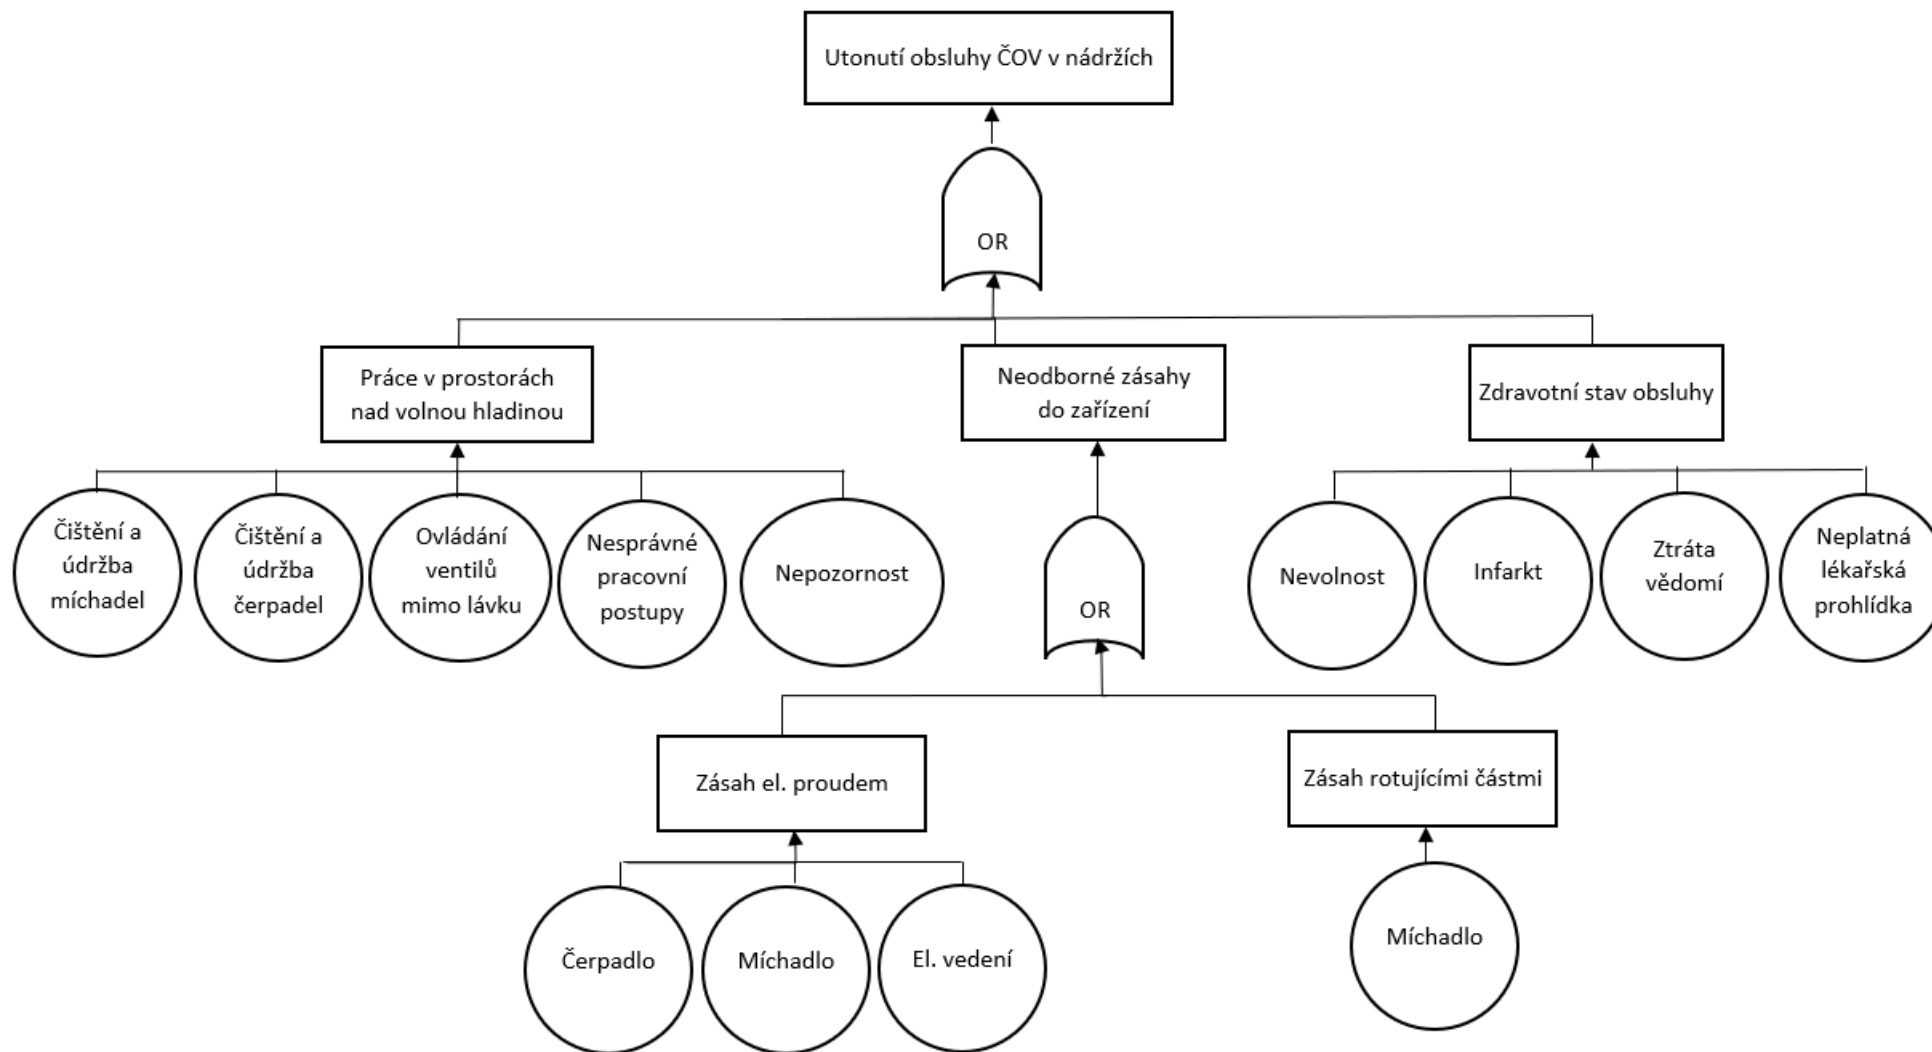 Utonutí obsluhy ČOV v nádržích
OR
Práce v prostorách
nad volnou hladinou
Neodborné zásahy
do zařízení
Zdravotní stav obsluhy
Čištění a
údržba
míchadel
Čištění a
údržba
čerpadel
Ovládání
ventilů
mimo lávku
Nesprávné
pracovní
postupy
Nepozornost
OR
Nevolnost
Infarkt
Ztráta
vědomí
Neplatná
lékařská
prohlídka
Zásah el. proudem
Zásah rotujícími částmi
Čerpadlo
Míchadlo
El. vedení
Míchadlo